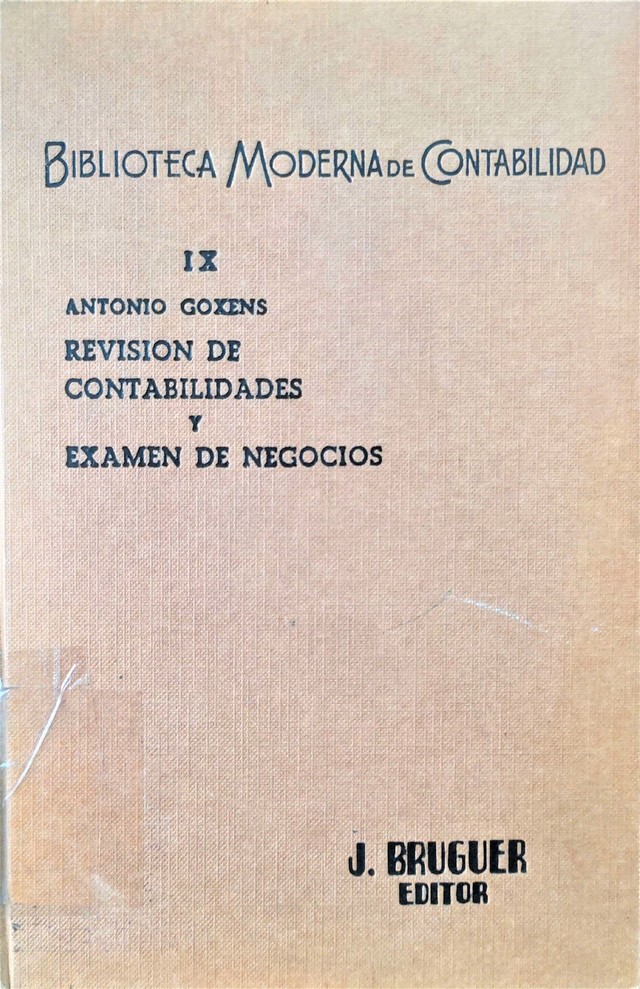 BIBLIOTECA MODERNA DE CONTABILIDAD
IX
ANTONIO GOXENS
REVISION DE
CONTABILIDADES
Y
EXAMEN DE NEGOCIOS
J. BRUGUER
EDITOR